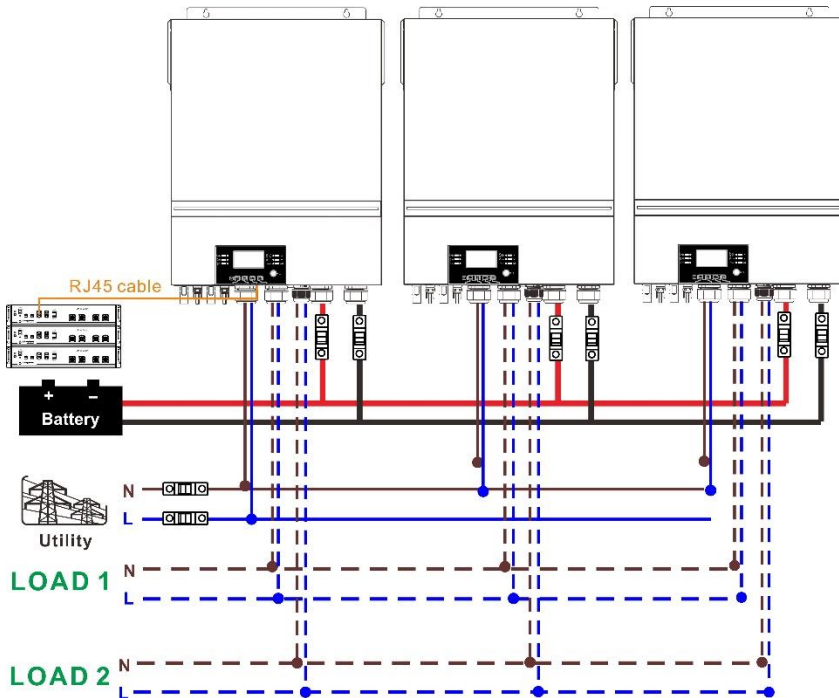 RJ45 cable
+ −
Battery
N
L
Utility
LOAD 1
N
L
LOAD 2
N
L